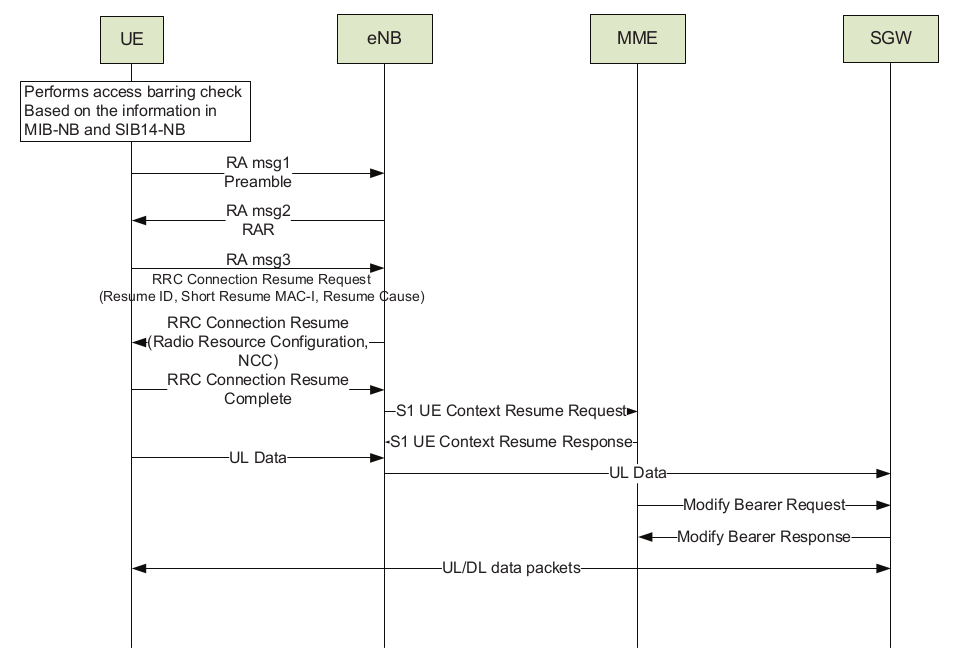 UE
eNB
MME
SGW
Performs access barring check
Based on the information in
MIB-NB and SIB14-NB
RA msg1
Preamble
RA msg2
RAR
RA msg3
RRC Connection Resume Request
(Resume ID, Short Resume MAC-I, Resume Cause)
RRC Connection Resume
(Radio Resource Configuration,
NCC)
RRC Connection Resume
Complete
S1 UE Context Resume Request
S1 UE Context Resume Response
UL Data
UL Data
Modify Bearer Request
Modify Bearer Response
UL/DL data packets